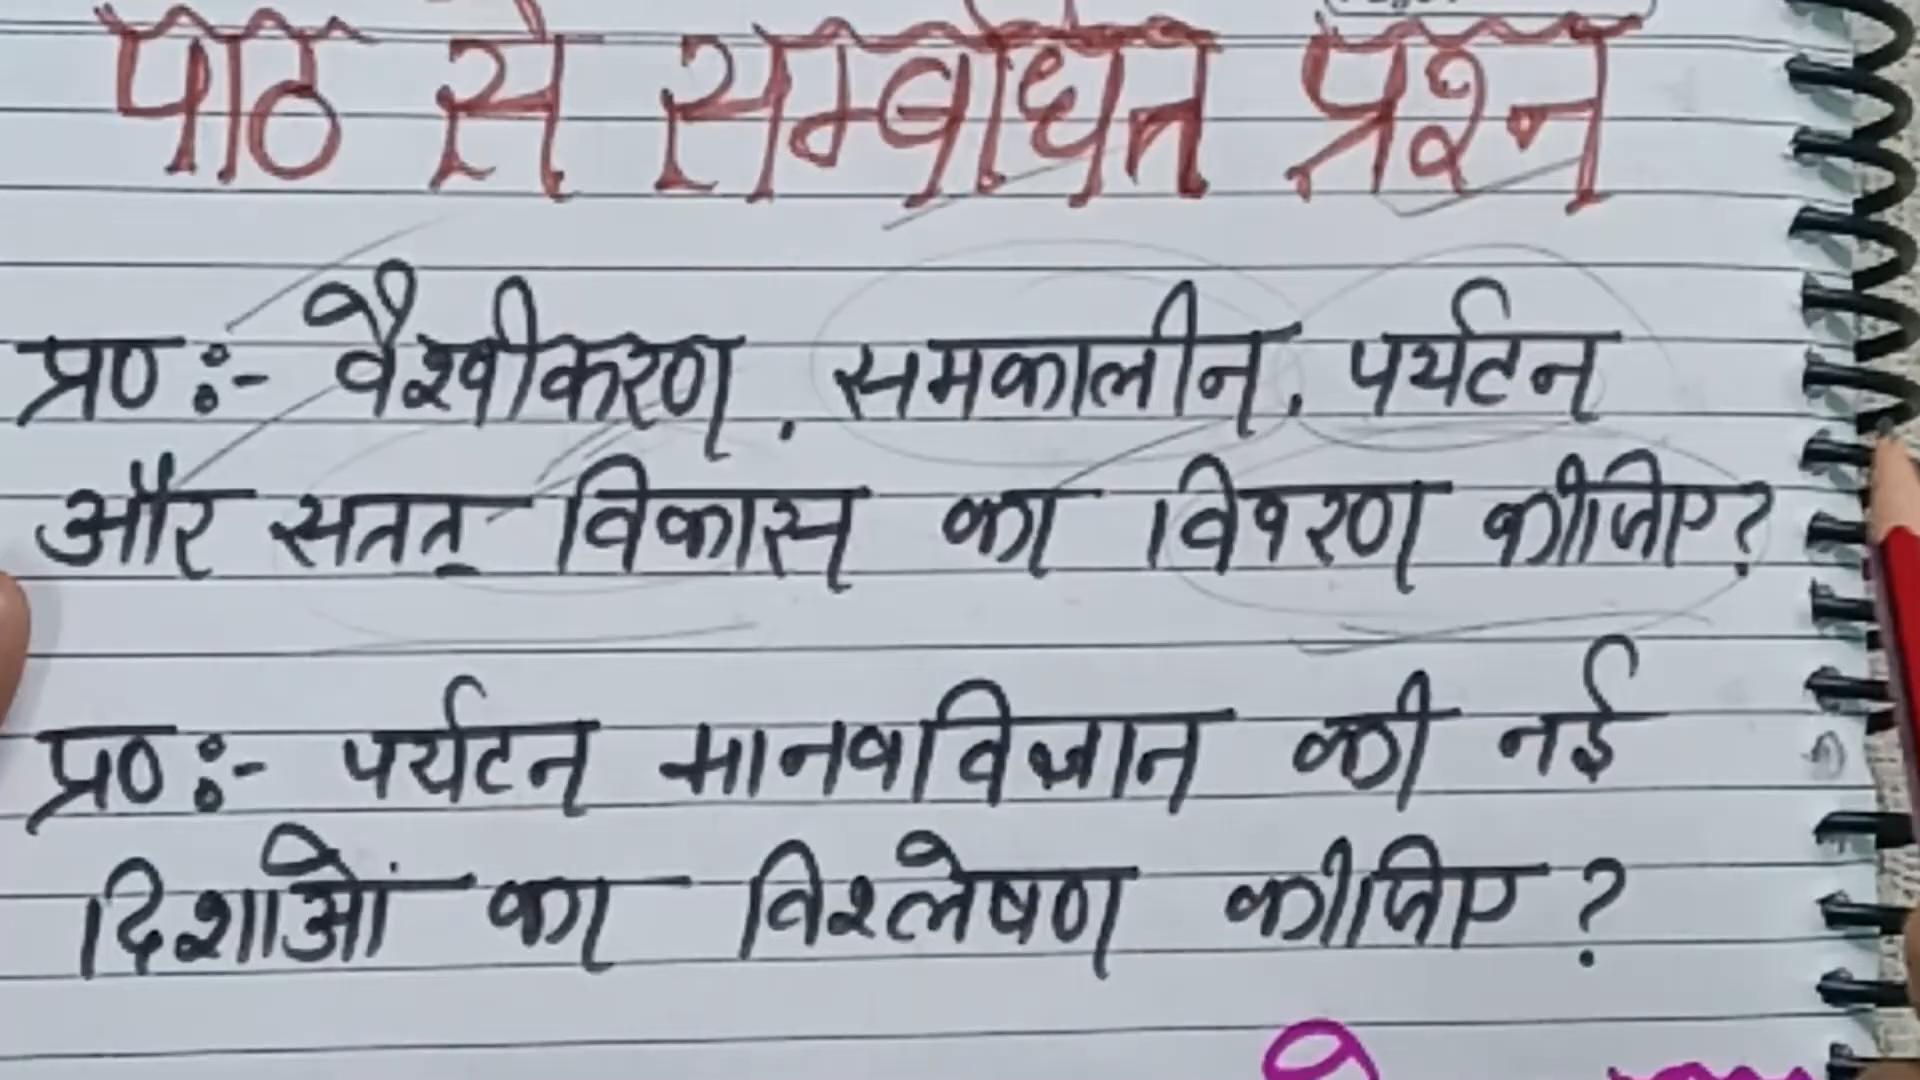 पाठ से सम्बंधित प्रश्न
प्र० :- वैश्वीकरण, समकालीन, पर्यटन
और सतत् विकास का विवरण कीजिए?
प्र० :- पर्यटन मानवविज्ञान की नई
दिशाओं का विश्लेषण कीजिए ?